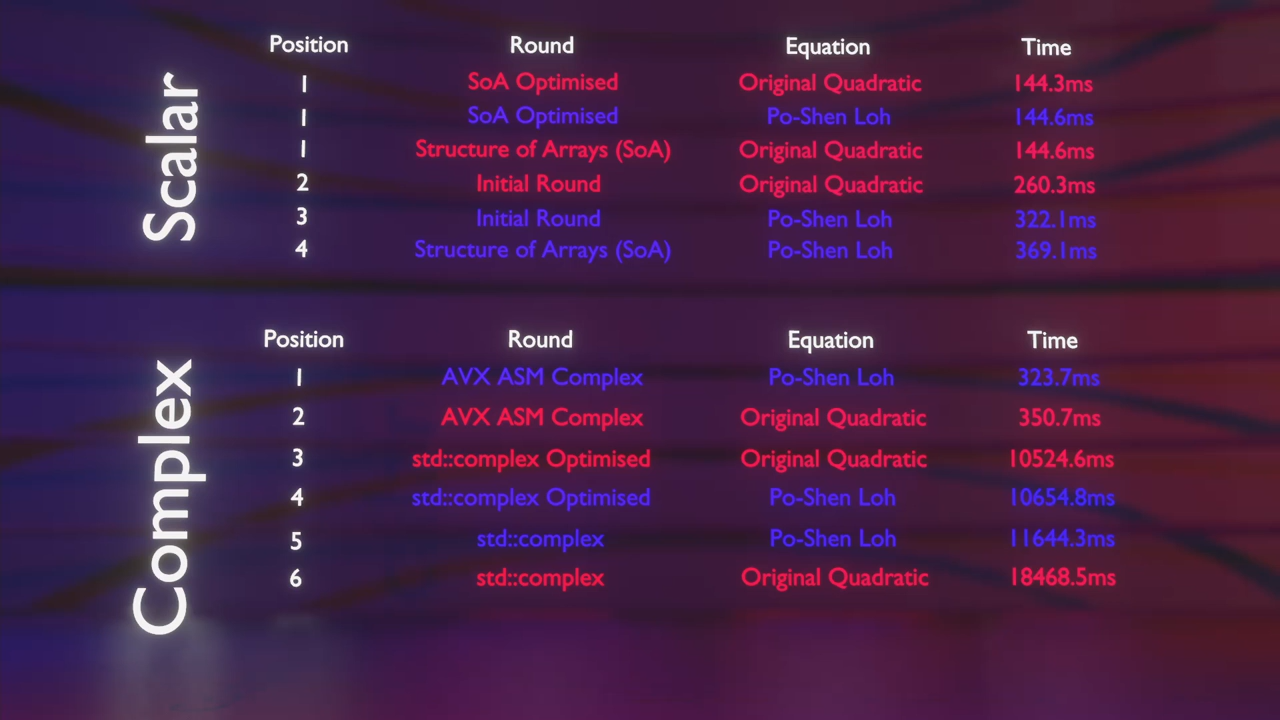 Scalar
Position Round Equation Time
1 SoA Optimised Original Quadratic 144.3ms
1 SoA Optimised Po-Shen Loh 144.6ms
1 Structure of Arrays (SoA) Original Quadratic 144.6ms
2 Initial Round Original Quadratic 260.3ms
3 Initial Round Po-Shen Loh 322.1ms
4 Structure of Arrays (SoA) Po-Shen Loh 369.1ms
Complex
Position Round Equation Time
1 AVX ASM Complex Po-Shen Loh 323.7ms
2 AVX ASM Complex Original Quadratic 350.7ms
3 std::complex Optimised Original Quadratic 10524.6ms
4 std::complex Optimised Po-Shen Loh 10654.8ms
5 std::complex Po-Shen Loh 11644.3ms
6 std::complex Original Quadratic 18468.5ms